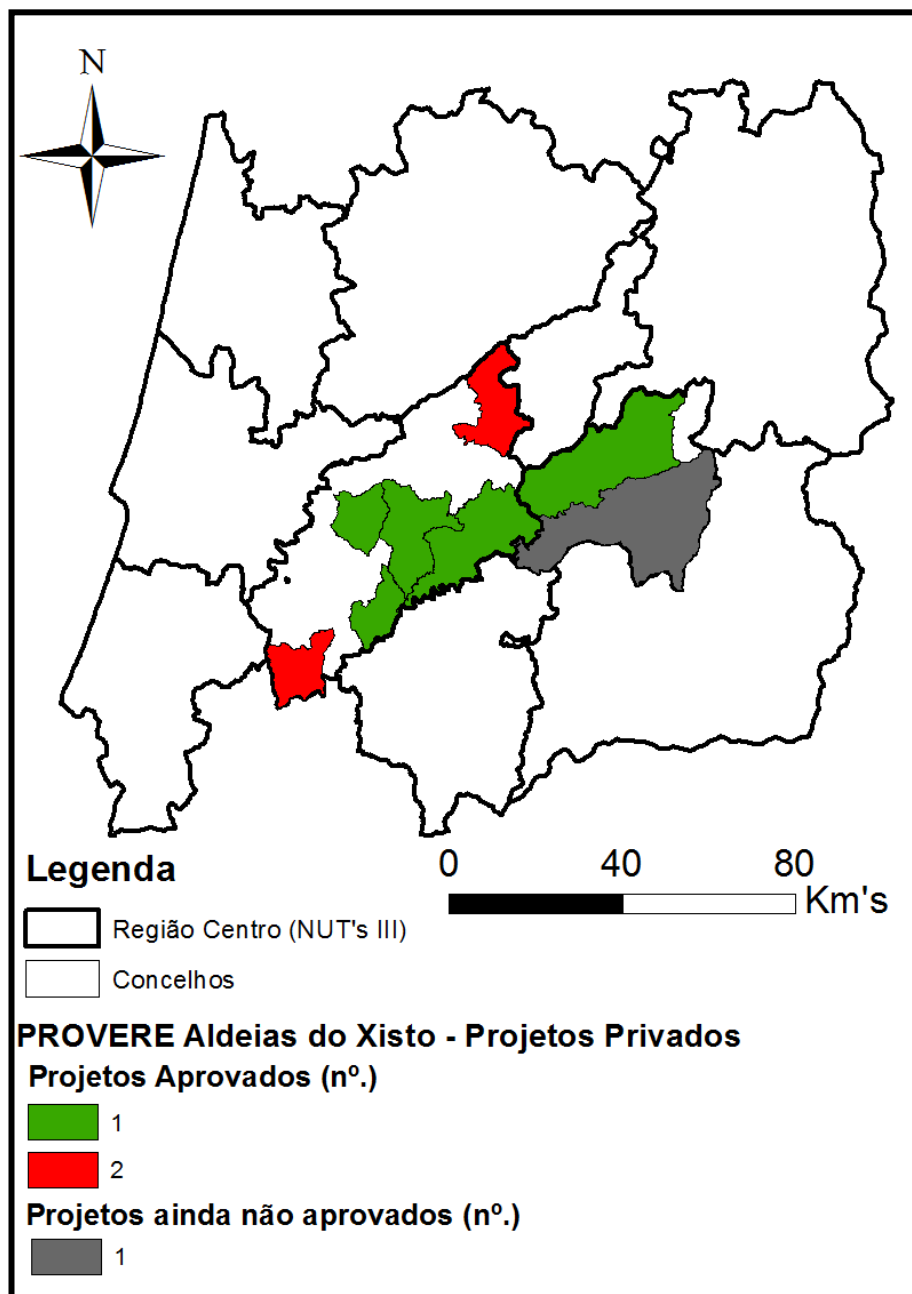 N
Legenda
0 40 80
Km's
Região Centro (NUT's III)
Concelhos
PROVERE Aldeias do Xisto - Projetos Privados
Projetos Aprovados (nº.)
1
2
Projetos ainda não aprovados (nº.)
1